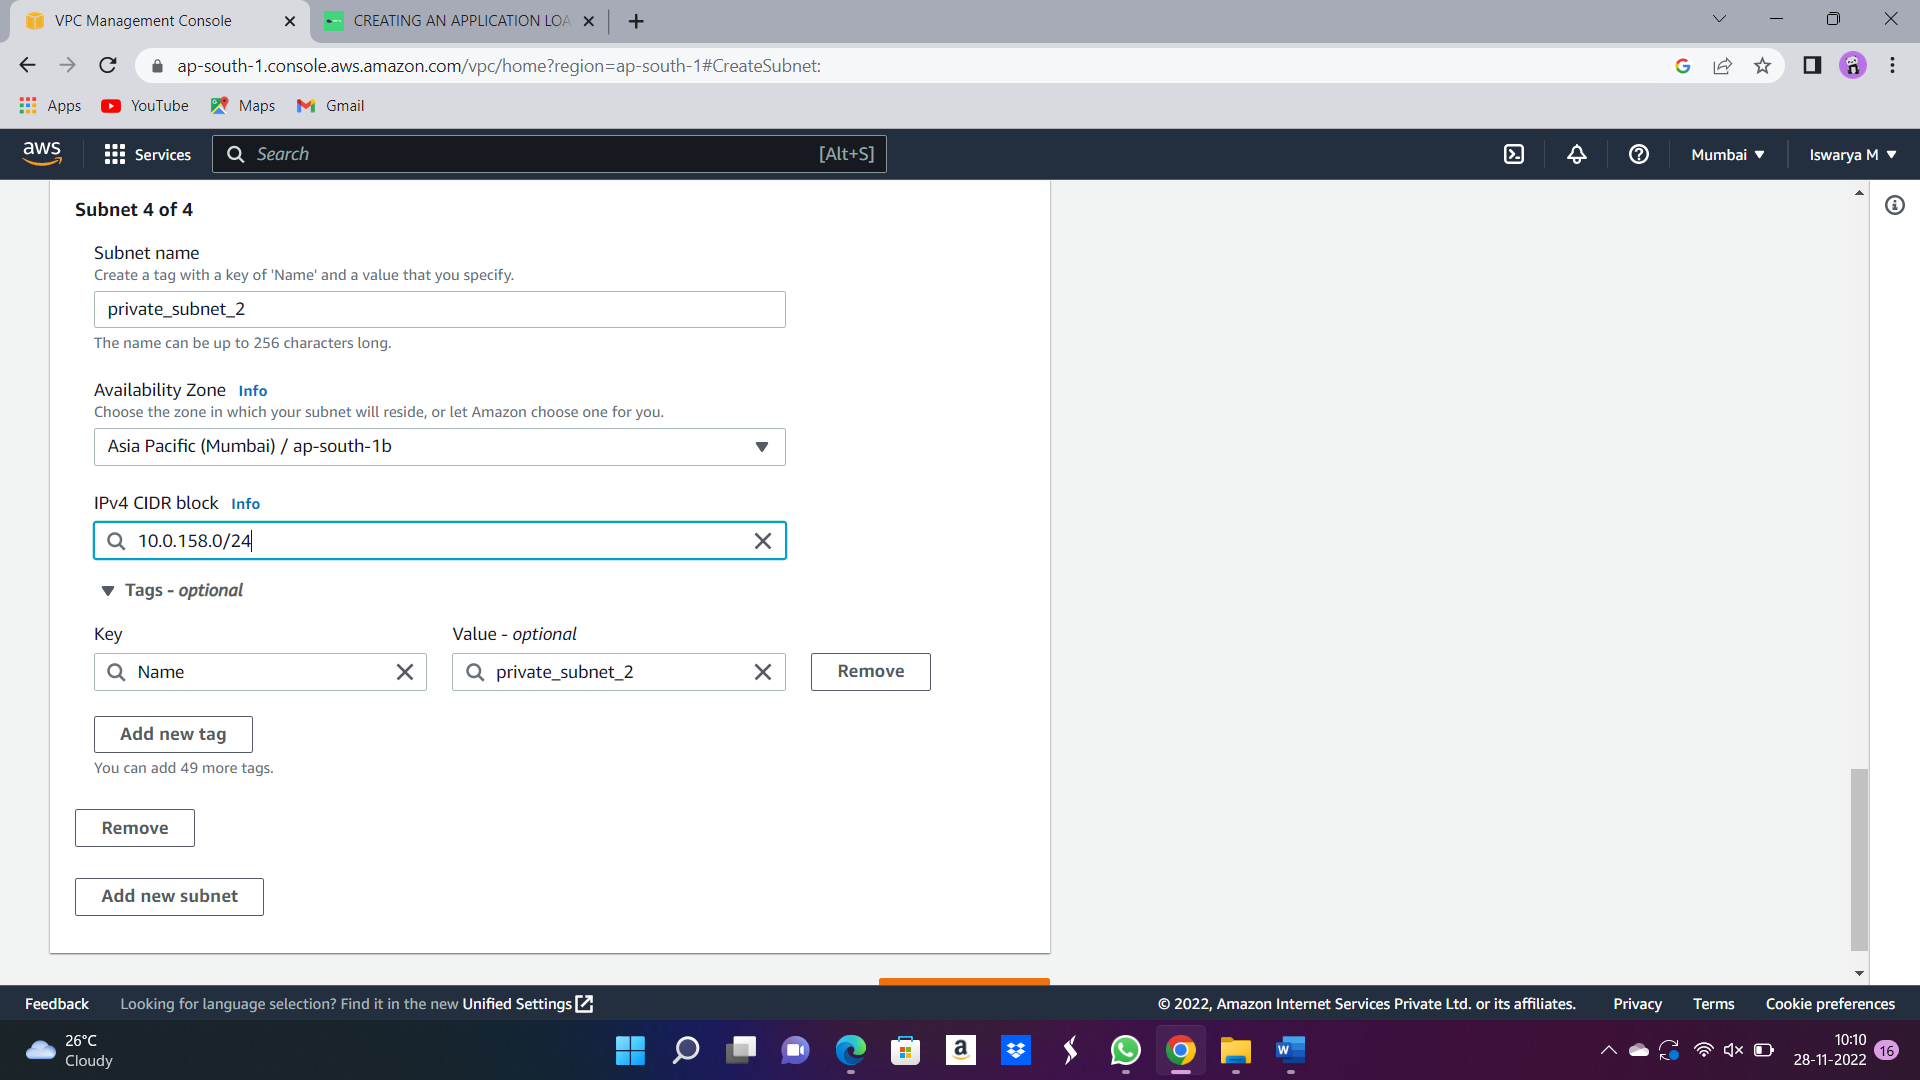 VPC Management Console
CREATING AN APPLICATION LOA
ap-south-1.console.aws.amazon.com/vpc/home?region=ap-south-1#CreateSubnet:
Apps YouTube Maps Gmail
aws Services Search [Alt+S] Mumbai Iswarya M
Subnet 4 of 4
Subnet name
Create a tag with a key of 'Name' and a value that you specify.
private_subnet_2
The name can be up to 256 characters long.
Availability Zone Info
Choose the zone in which your subnet will reside, or let Amazon choose one for you.
Asia Pacific (Mumbai) / ap-south-1b
IPv4 CIDR block Info
10.0.158.0/24
Tags - optional
Key Value - optional
Name private_subnet_2 Remove
Add new tag
You can add 49 more tags.
Remove
Add new subnet
Feedback Looking for language selection? Find it in the new Unified Settings © 2022, Amazon Internet Services Private Ltd. or its affiliates. Privacy Terms Cookie preferences
26°C
Cloudy
a
W
10:10
28-11-2022
16